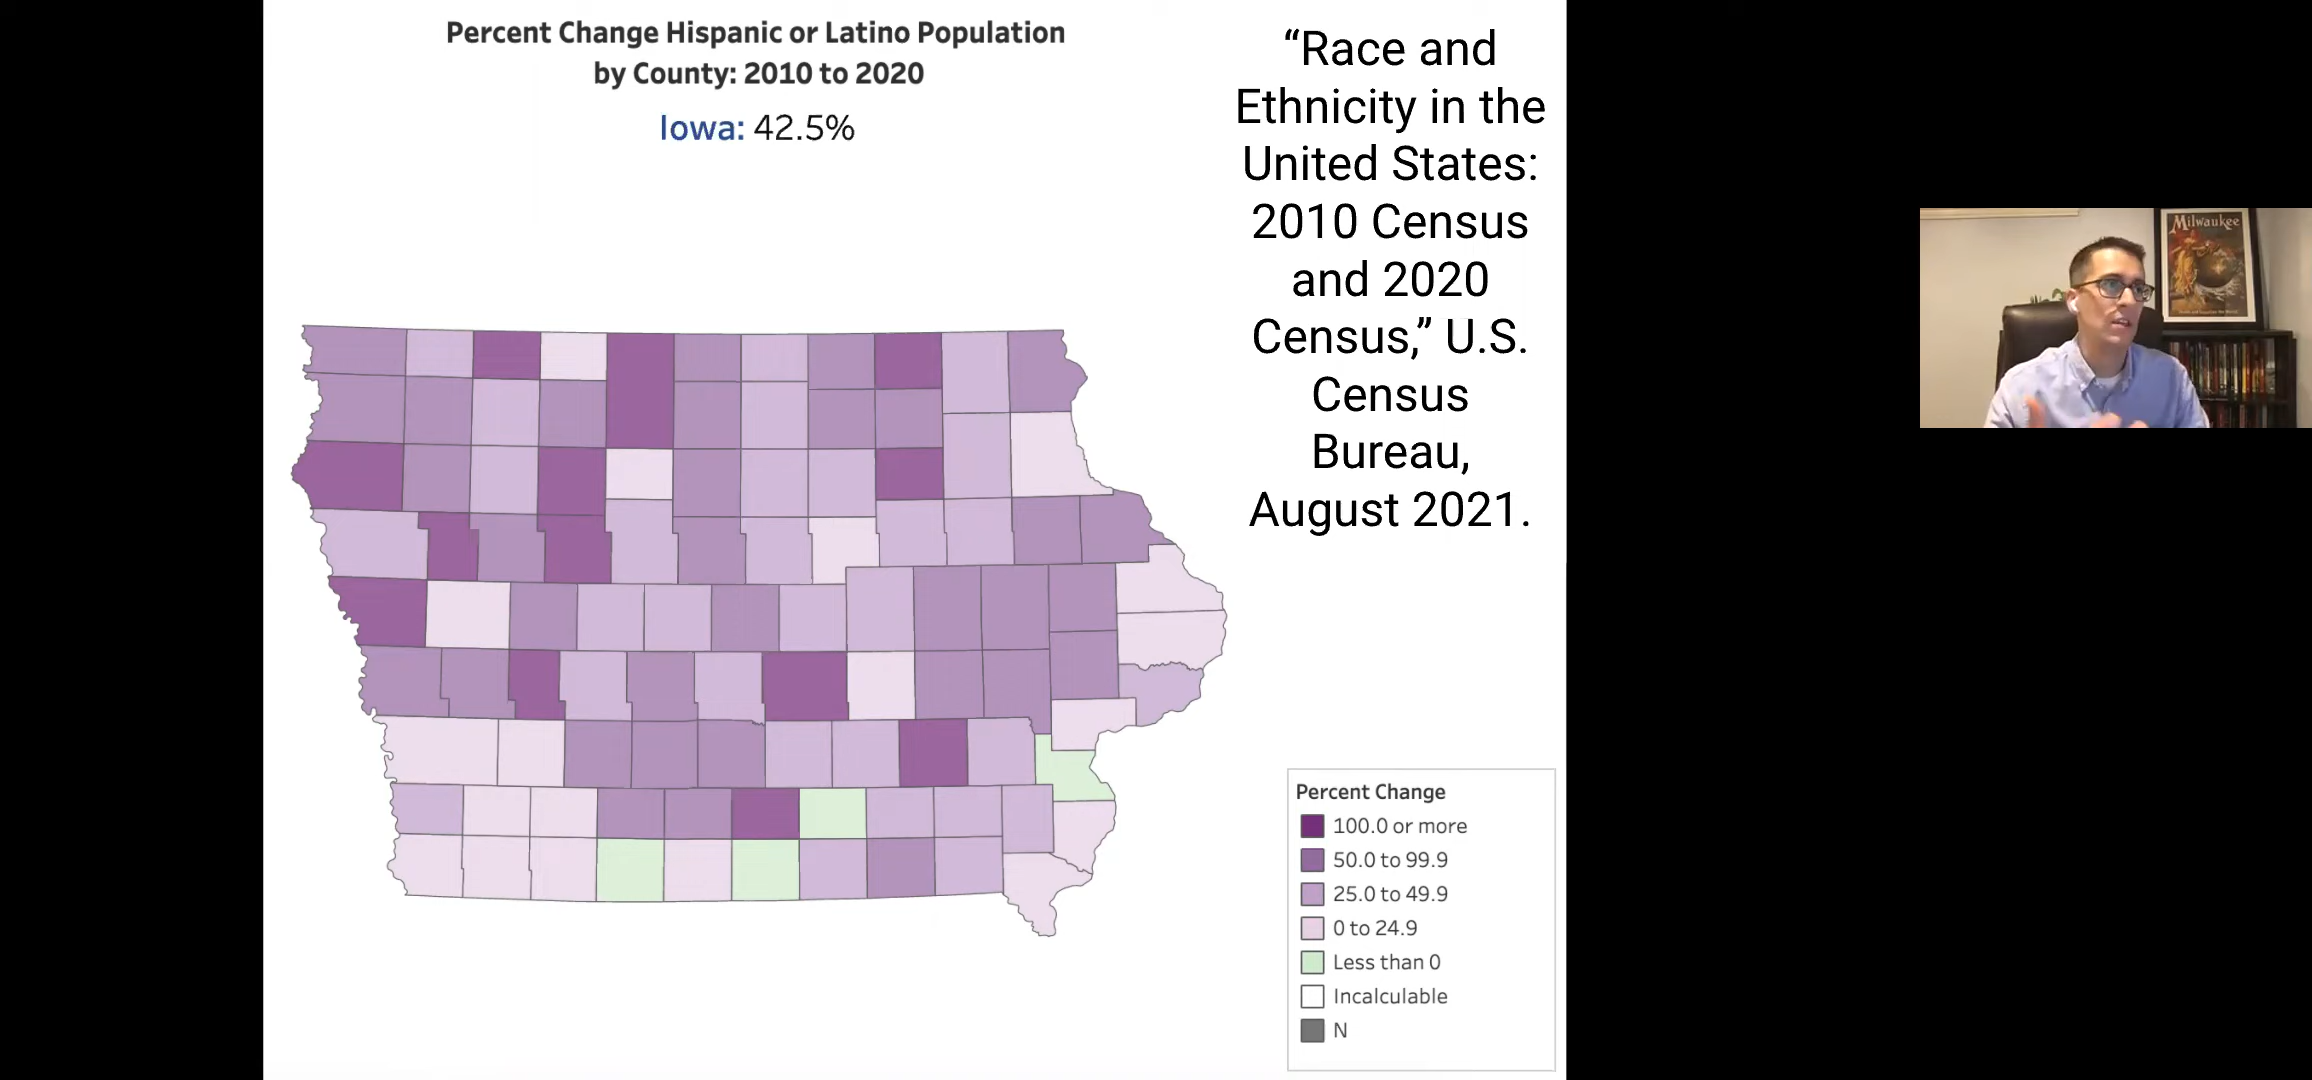 Percent Change Hispanic or Latino Population
by County: 2010 to 2020
Iowa: 42.5%
“Race and
Ethnicity in the
United States:
2010 Census
and 2020
Census,” U.S.
Census
Bureau,
August 2021.
Milwaukee
Percent Change
100.0 or more
50.0 to 99.9
25.0 to 49.9
0 to 24.9
Less than 0
Incalculable
N